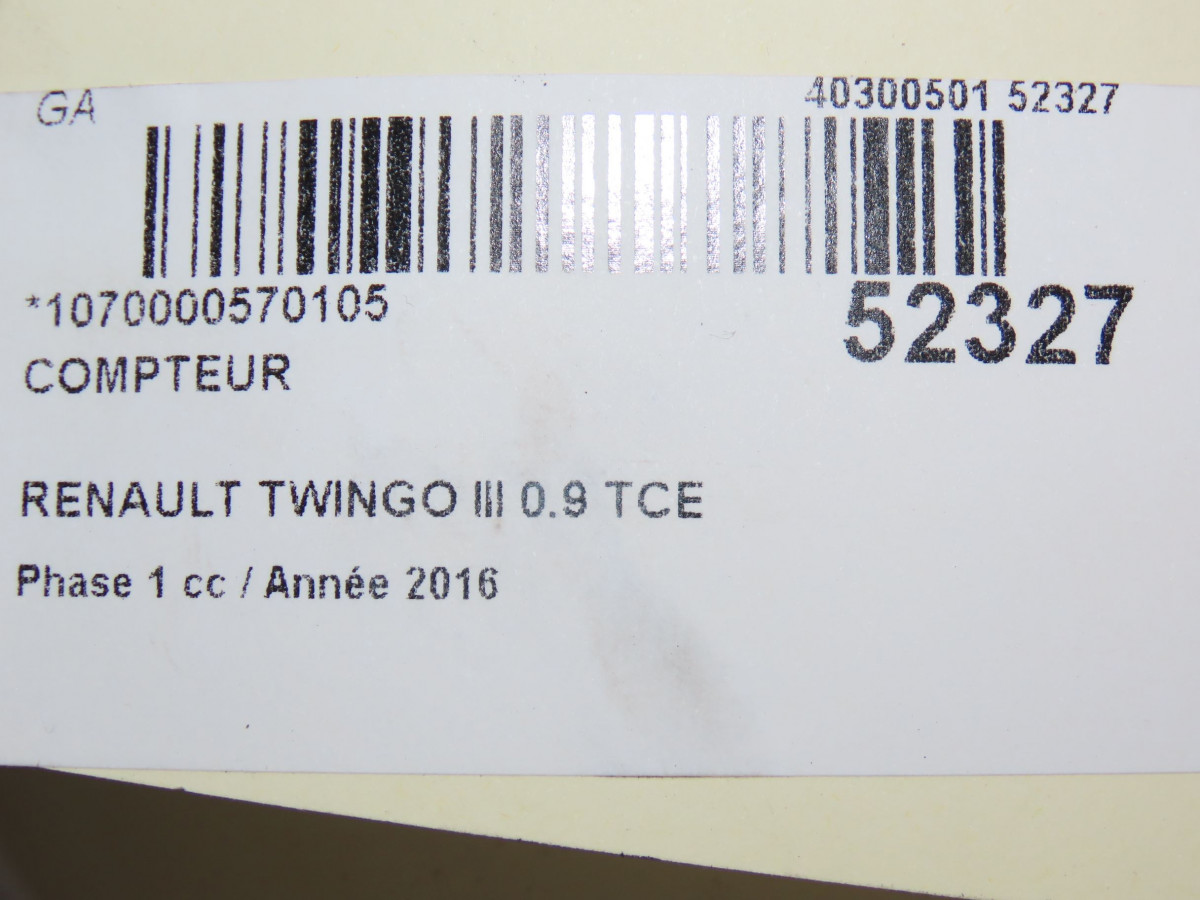 GA 40300501 52327
*1070000570105
52327
COMPTEUR
RENAULT TWINGO III 0.9 TCE
Phase 1 cc / Année 2016